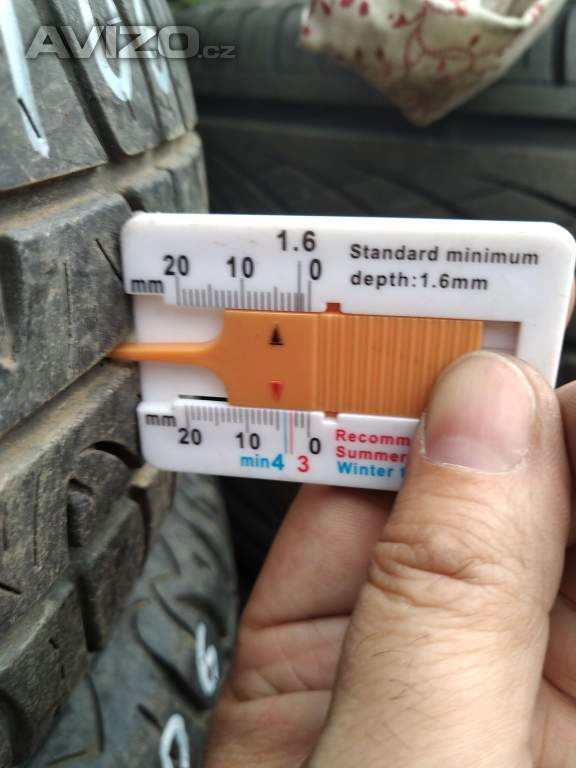 AVÍZO.cz
1.6
20 10 0
mm
Standard minimum
depth:1.6mm
mm
20 10 0
min4 3
Recomm
Summer
Winter t